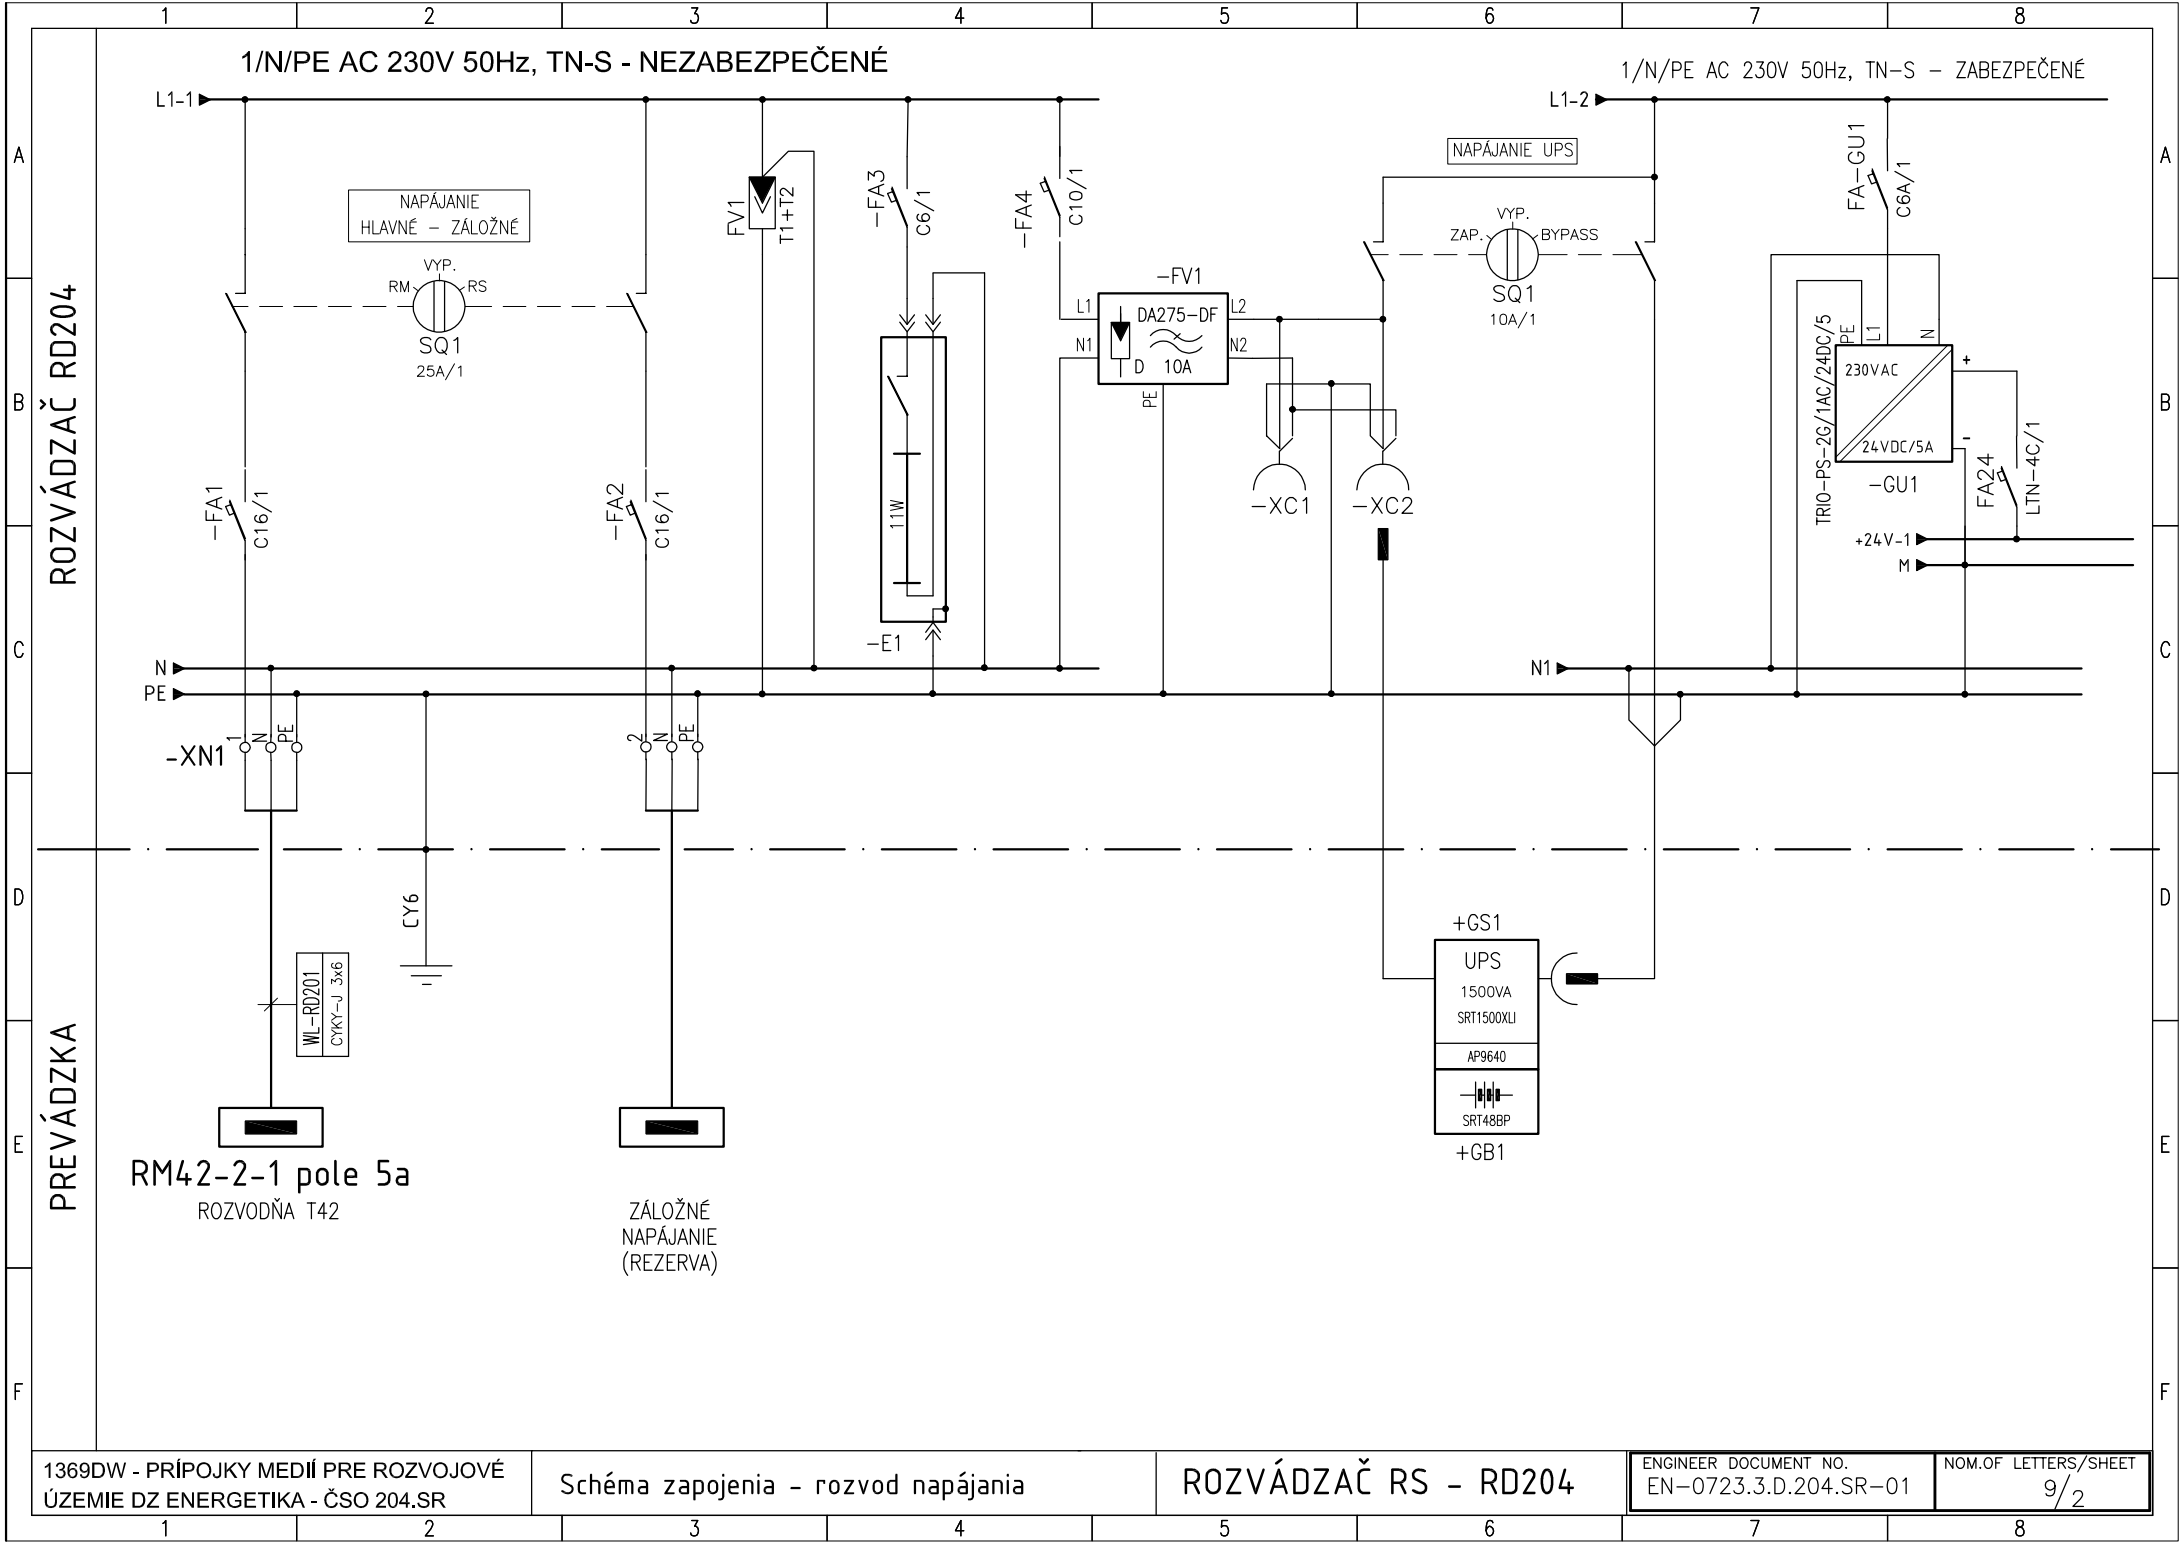 1 2 3 4 5 6 7 8
1/N/PE AC 230V 50Hz, TN-S - NEZABEZPEČENÉ
1/N/PE AC 230V 50Hz, TN-S - ZABEZPEČENÉ
L1-1
L1-2
A
A
NAPÁJANIE
HLAVNÉ - ZÁLOŽNÉ
VYP.
RM
RS
SQ1
25A/1
FV1
T1+T2
-FA3
C6/1
-FA4
C10/1
NAPÁJANIE UPS
VYP.
ZAP.
BYPASS
SQ1
10A/1
FA-GU1
C6A/1
ROZVÁDZAČ RD204
B
B
-FV1
L1
DA275-DF
L2
N1
N2
D
10A
PE
TRIO-PS-2G/1AC/24DC/5
PE
L1
N
230VAC
+
-
24VDC/5A
-GU1
FA24
LTN-4C/1
-FA1
C16/1
-FA2
C16/1
11W
-E1
-XC1
-XC2
+24V-1
M
C
C
N
PE
N1
-XN1
1
N
PE
2
N
PE
D
D
CY6
WL-RD201
CYKY-J 3x6
+GS1
UPS
1500VA
SRT1500XLI
AP9640
SRT48BP
+GB1
PREVÁDZKA
E
E
RM42-2-1 pole 5a
ROZVODŇA T42
ZÁLOŽNÉ
NAPÁJANIE
(REZERVA)
F
F
1369DW - PRÍPOJKY MEDIÍ PRE ROZVOJOVÉ
ÚZEMIE DZ ENERGETIKA - ČSO 204.SR
Schéma zapojenia - rozvod napájania
ROZVÁDZAČ RS - RD204
ENGINEER DOCUMENT NO.
EN-0723.3.D.204.SR-01
NOM.OF LETTERS/SHEET
9/2
1 2 3 4 5 6 7 8